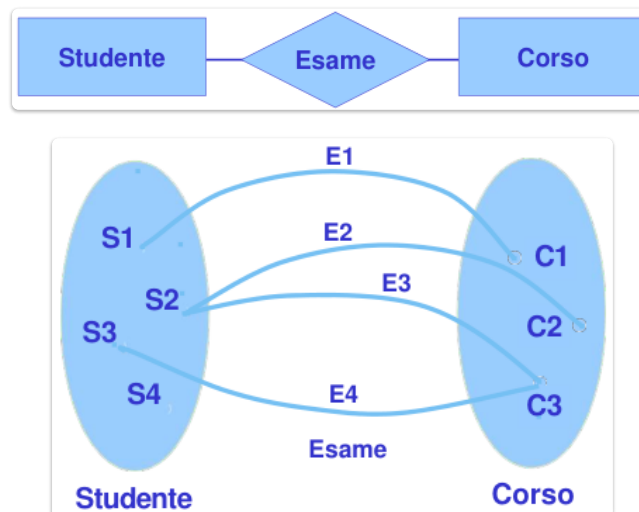 Studente Esame Corso
E1
S1 E2 C1
S2 E3
S3 C2
S4 E4 C3
Esame
Studente Corso